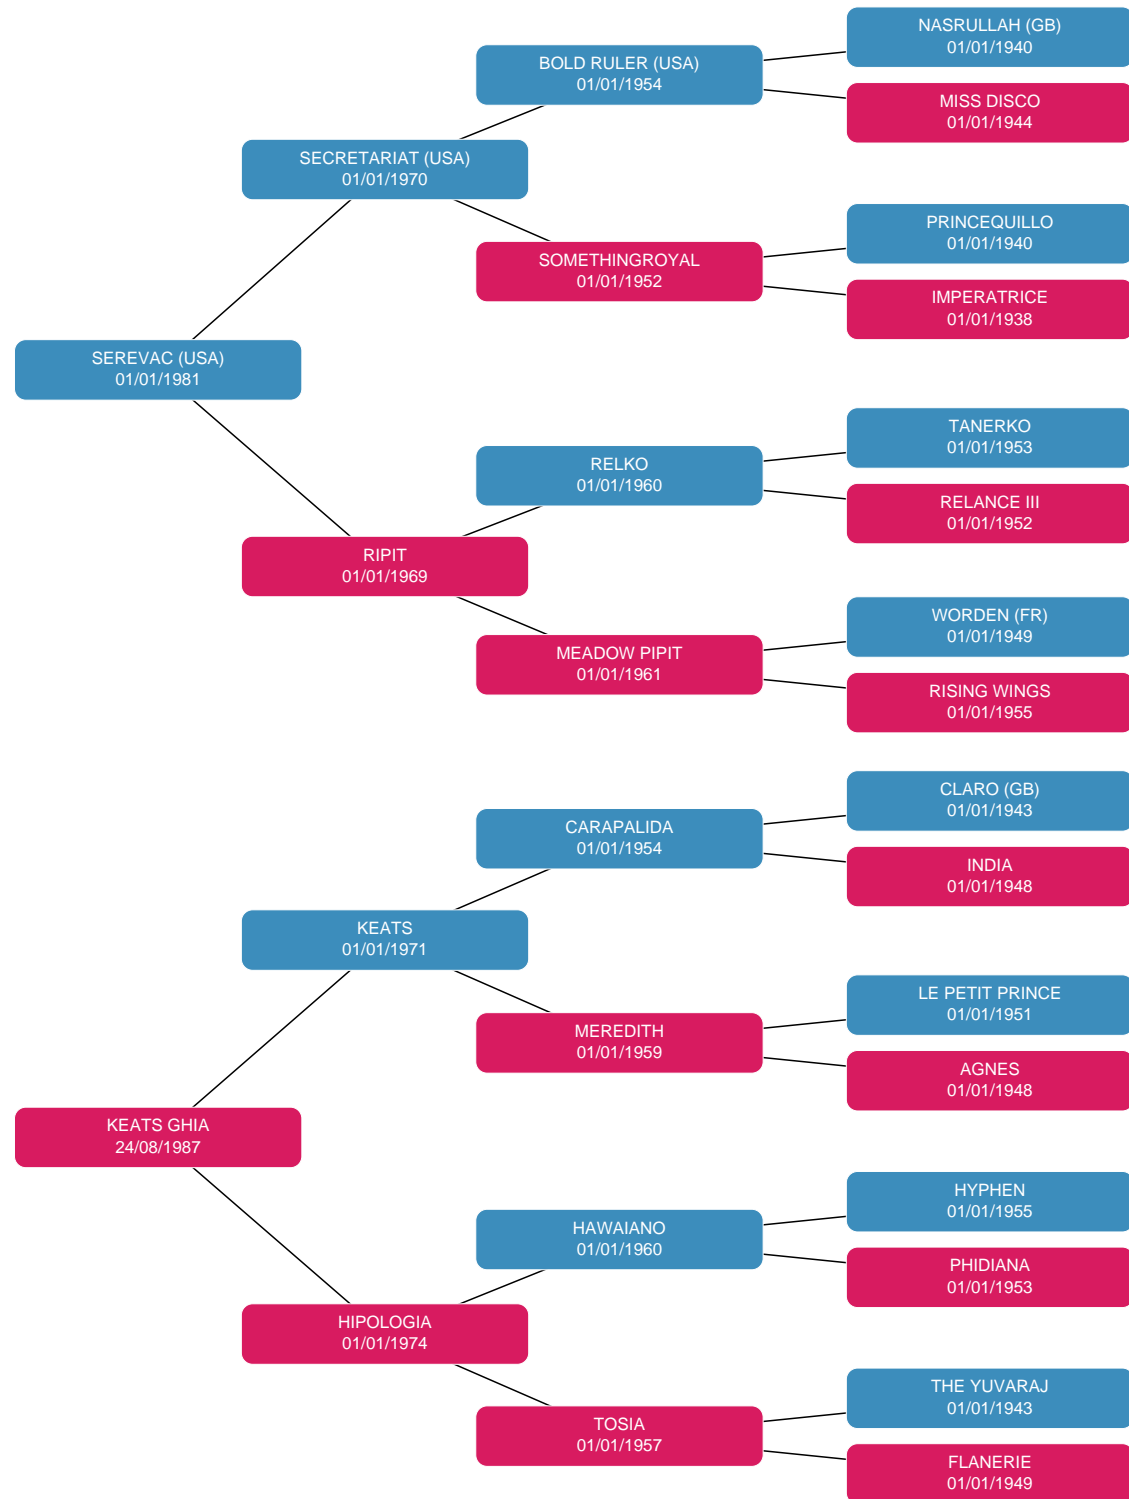 NASRULLAH (GB)
01/01/1940
BOLD RULER (USA)
01/01/1954
MISS DISCO
01/01/1944
SECRETARIAT (USA)
01/01/1970
PRINCEQUILLO
01/01/1940
SOMETHINGROYAL
01/01/1952
IMPERATRICE
01/01/1938
SEREVAC (USA)
01/01/1981
TANERKO
01/01/1953
RELKO
01/01/1960
RELANCE III
01/01/1952
RIPIT
01/01/1969
WORDEN (FR)
01/01/1949
MEADOW PIPIT
01/01/1961
RISING WINGS
01/01/1955
CLARO (GB)
01/01/1943
CARAPALIDA
01/01/1954
INDIA
01/01/1948
KEATS
01/01/1971
LE PETIT PRINCE
01/01/1951
MEREDITH
01/01/1959
AGNES
01/01/1948
KEATS GHIA
24/08/1987
HYPHEN
01/01/1955
HAWAIANO
01/01/1960
PHIDIANA
01/01/1953
HIPOLOGIA
01/01/1974
THE YUVARAJ
01/01/1943
TOSIA
01/01/1957
FLANERIE
01/01/1949